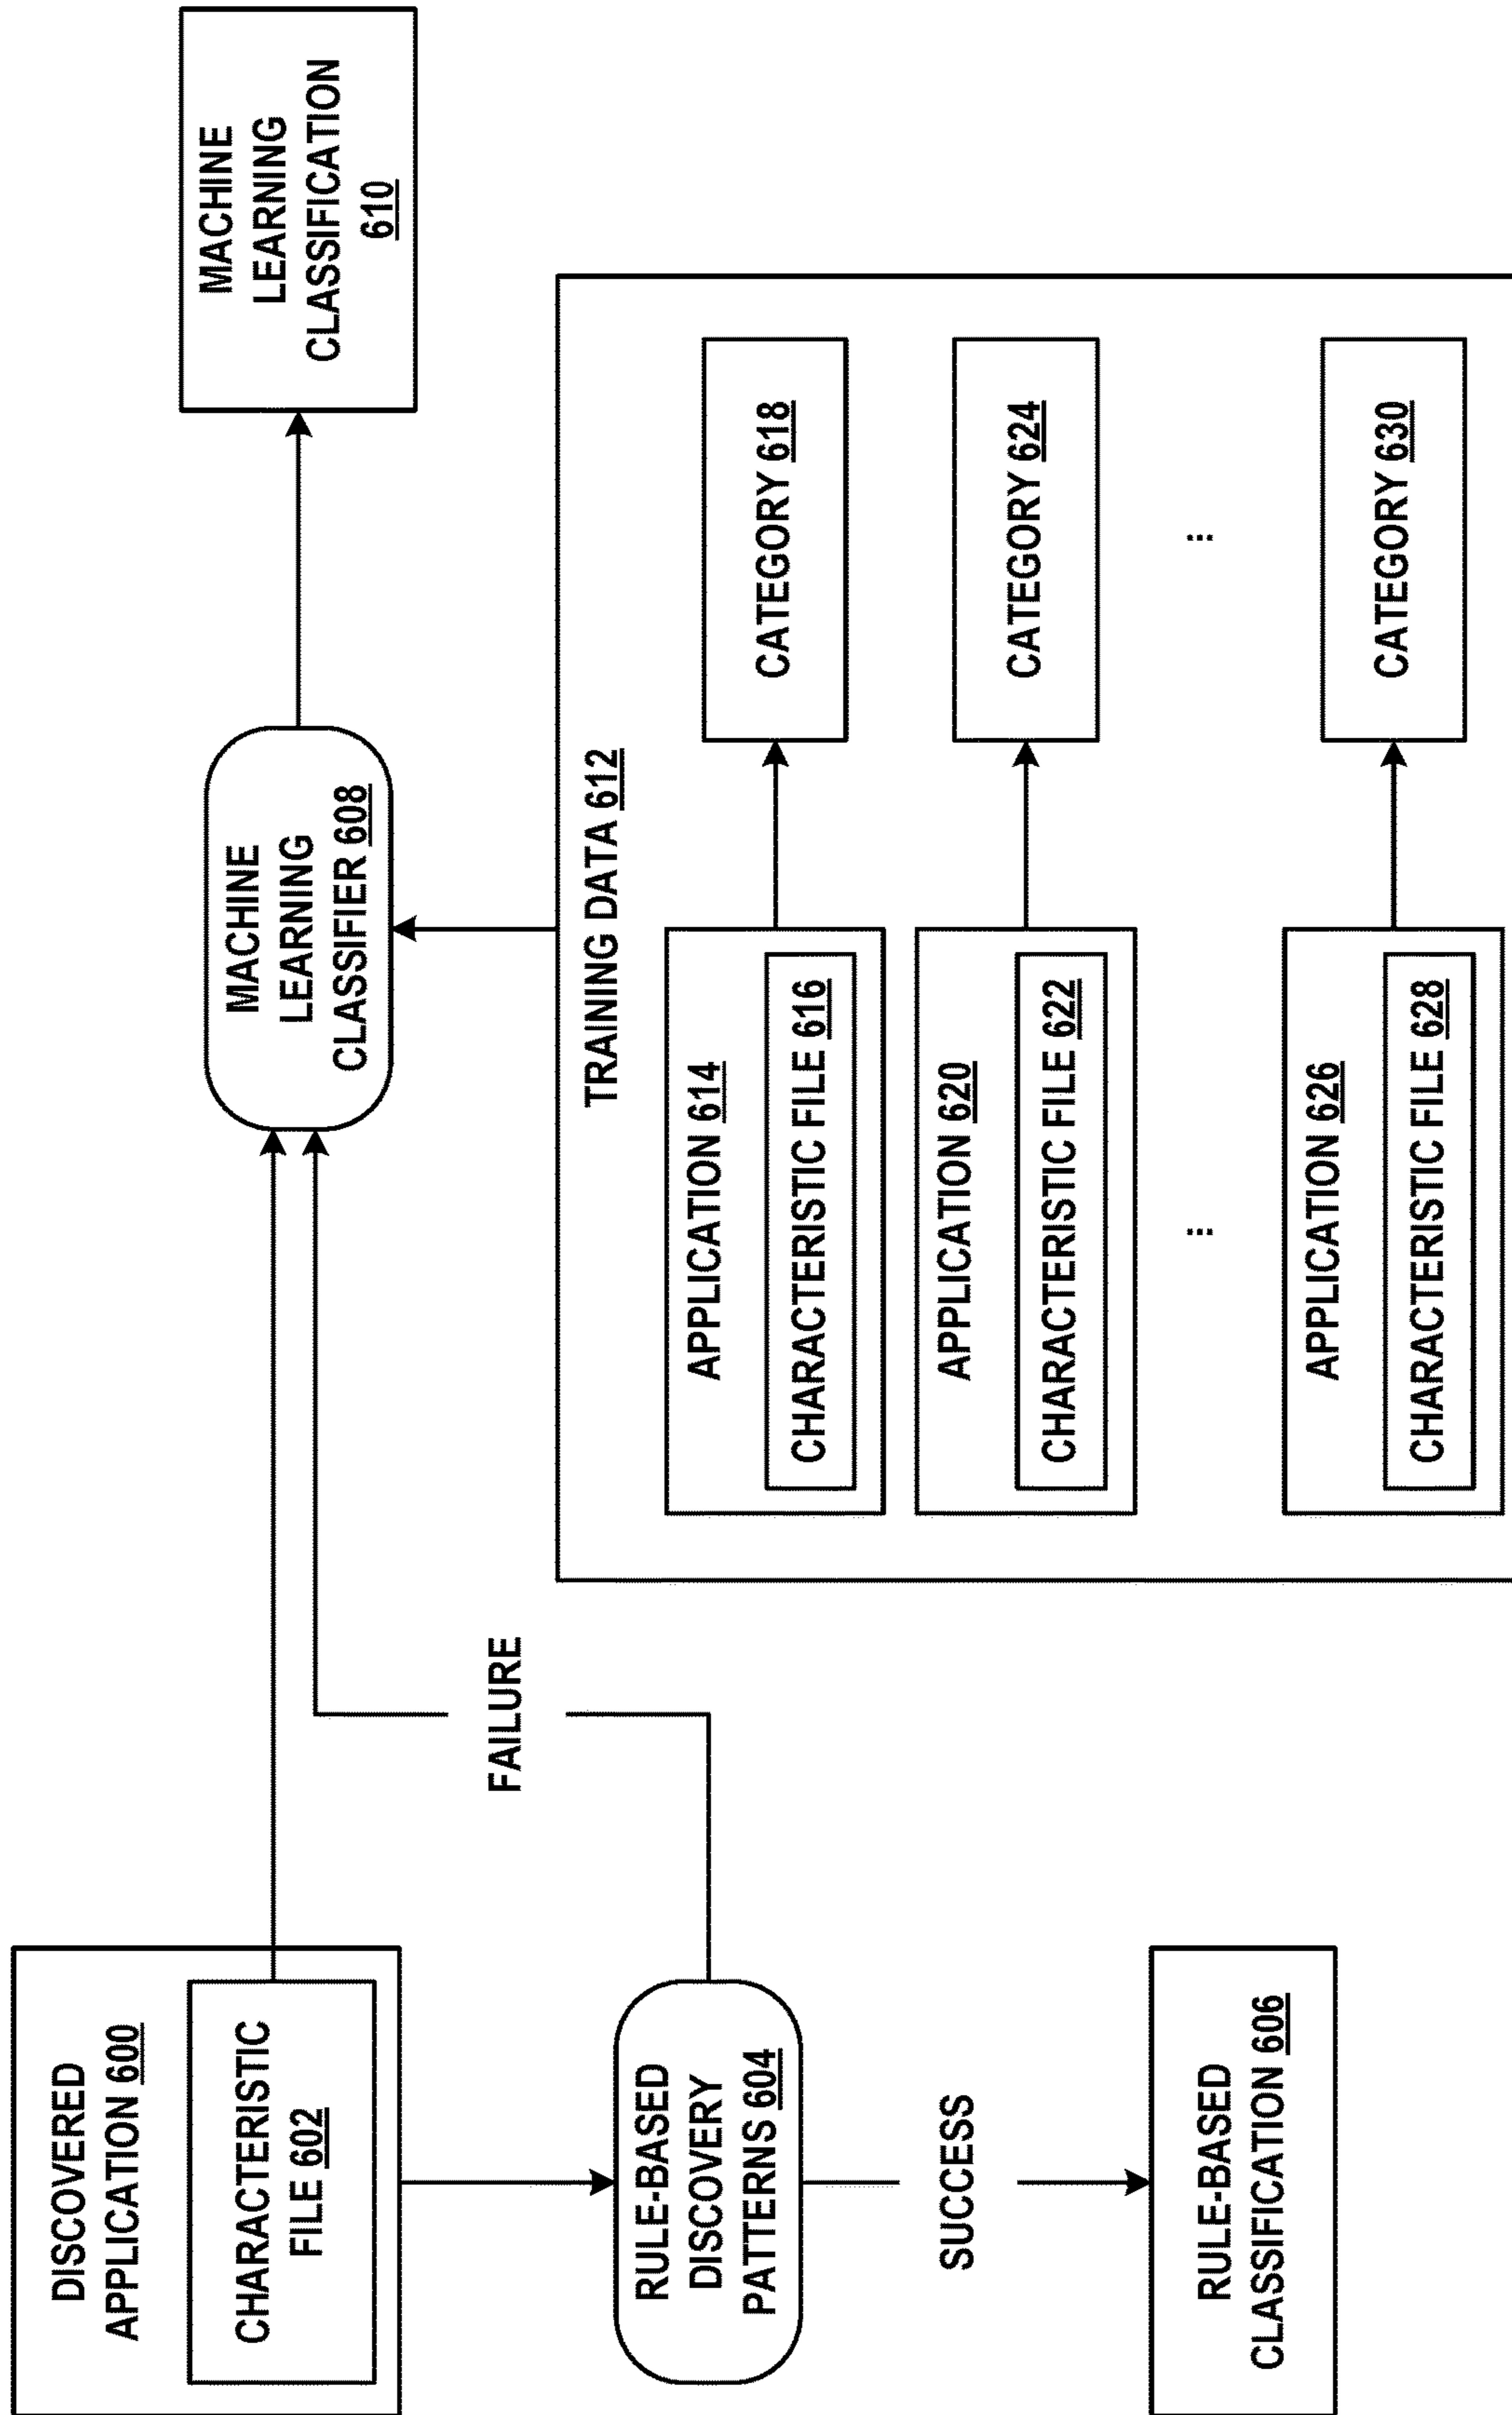 DISCOVERED
APPLICATION 600
CHARACTERISTIC
FILE 602
RULE-BASED
DISCOVERY
PATTERNS 604
SUCCESS
RULE-BASED
CLASSIFICATION 606
FAILURE
MACHINE
LEARNING
CLASSIFIER 608
MACHINE
LEARNING
CLASSIFICATION
610
TRAINING DATA 612
APPLICATION 614
CHARACTERISTIC FILE 616
CATEGORY 618
APPLICATION 620
CHARACTERISTIC FILE 622
CATEGORY 624
...
...
APPLICATION 626
CHARACTERISTIC FILE 628
CATEGORY 630